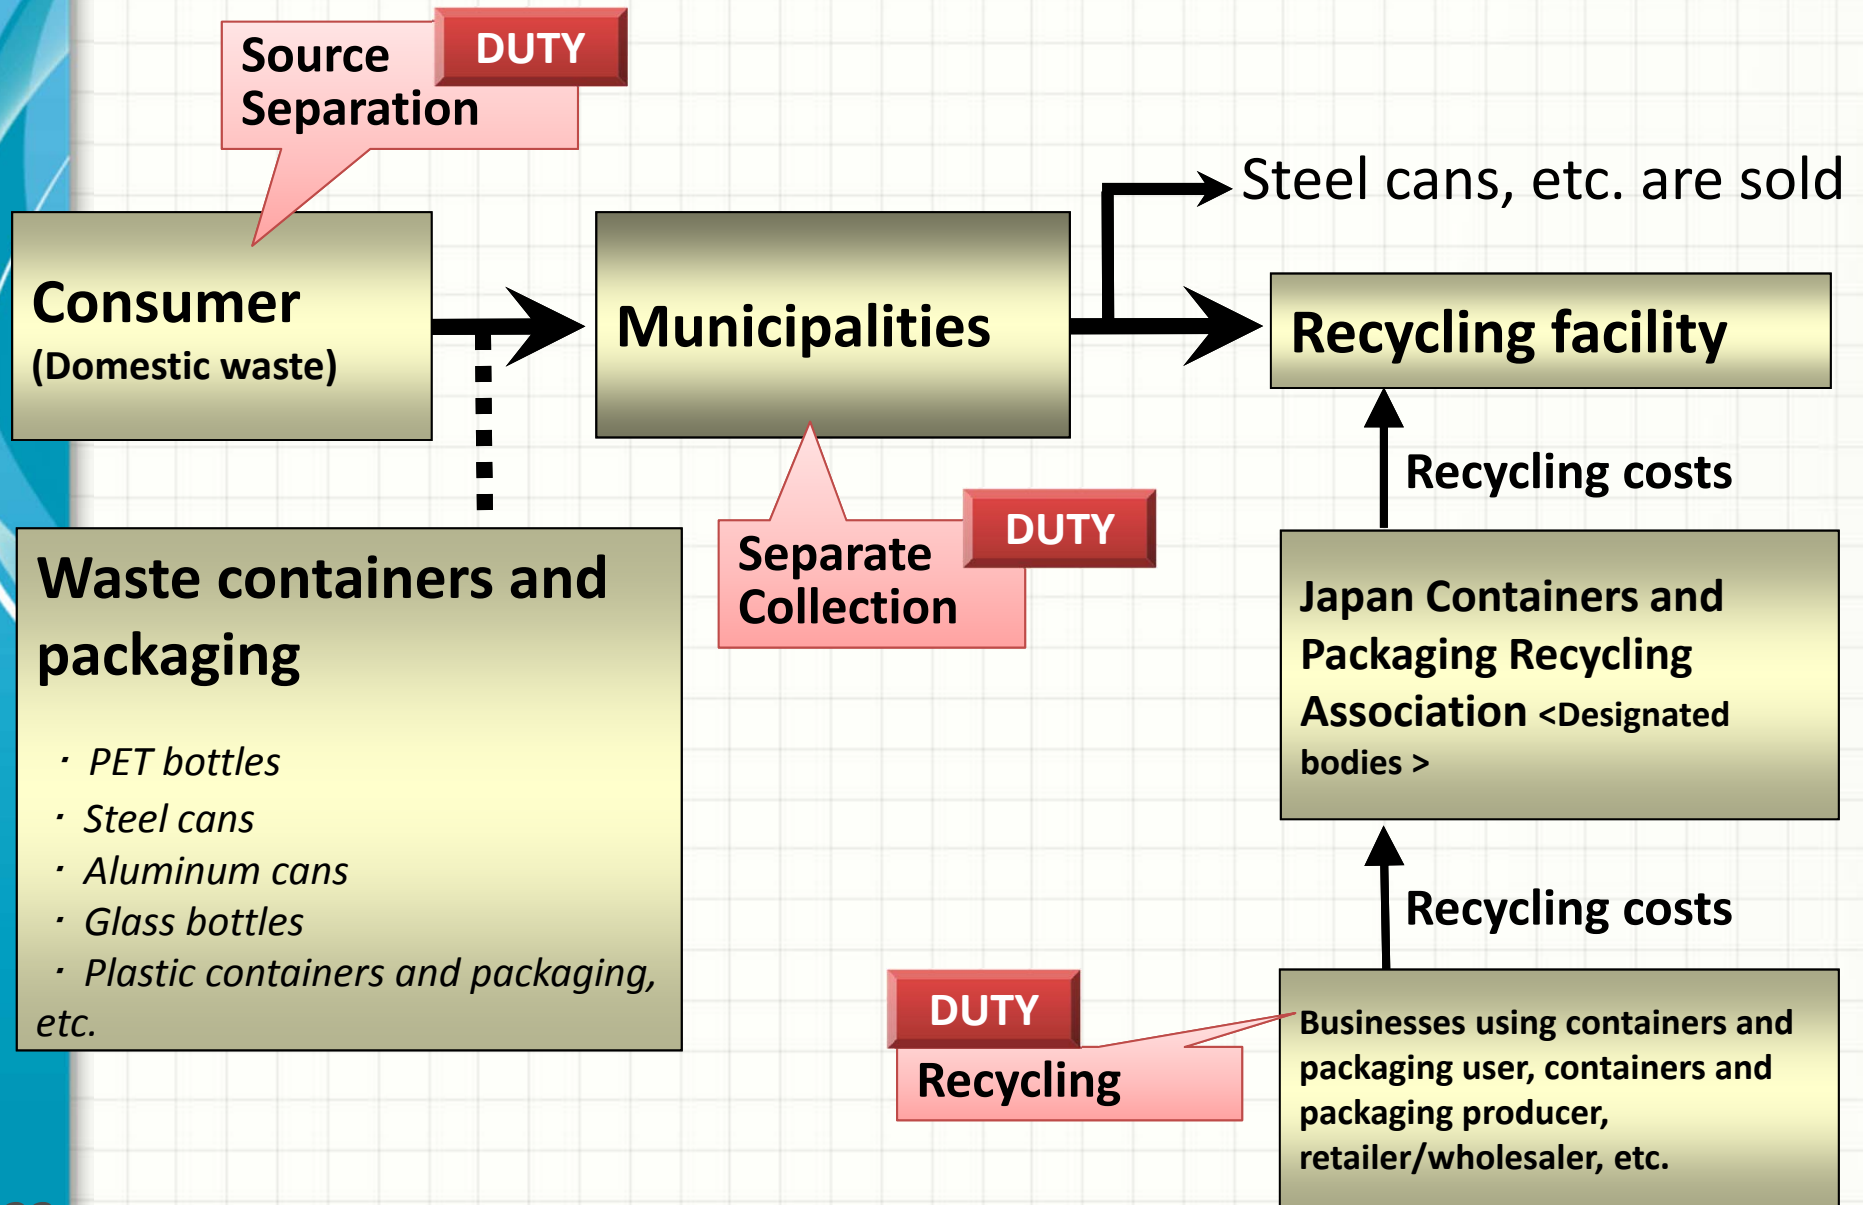 Source
Separation
DUTY
Steel cans, etc. are sold
Consumer
(Domestic waste)
Municipalities
Recycling facility
Recycling costs
Separate
Collection
DUTY
Waste containers and
packaging
・ PET bottles
・ Steel cans
・ Aluminum cans
・ Glass bottles
・ Plastic containers and packaging,
etc.
Japan Containers and
Packaging Recycling
Association <Designated
bodies >
Recycling costs
DUTY
Recycling
Businesses using containers and
packaging user, containers and
packaging producer,
retailer/wholesaler, etc.